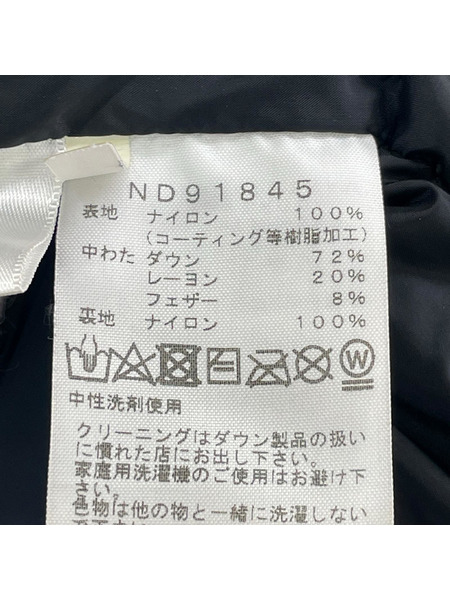 ND91845
表地 ナイロン 100%
(コーティング等樹脂加工)
中わた ダウン 72%
レーヨン 20%
フェザー 8%
裏地 ナイロン 100%
W
中性洗剤使用
クリーニングはダウン製品の扱い
に慣れた店にお出し下さい。
家庭用洗濯機のご使用はお避け下
さい。
色物は他の物と一緒に洗濯しない
で下さい。